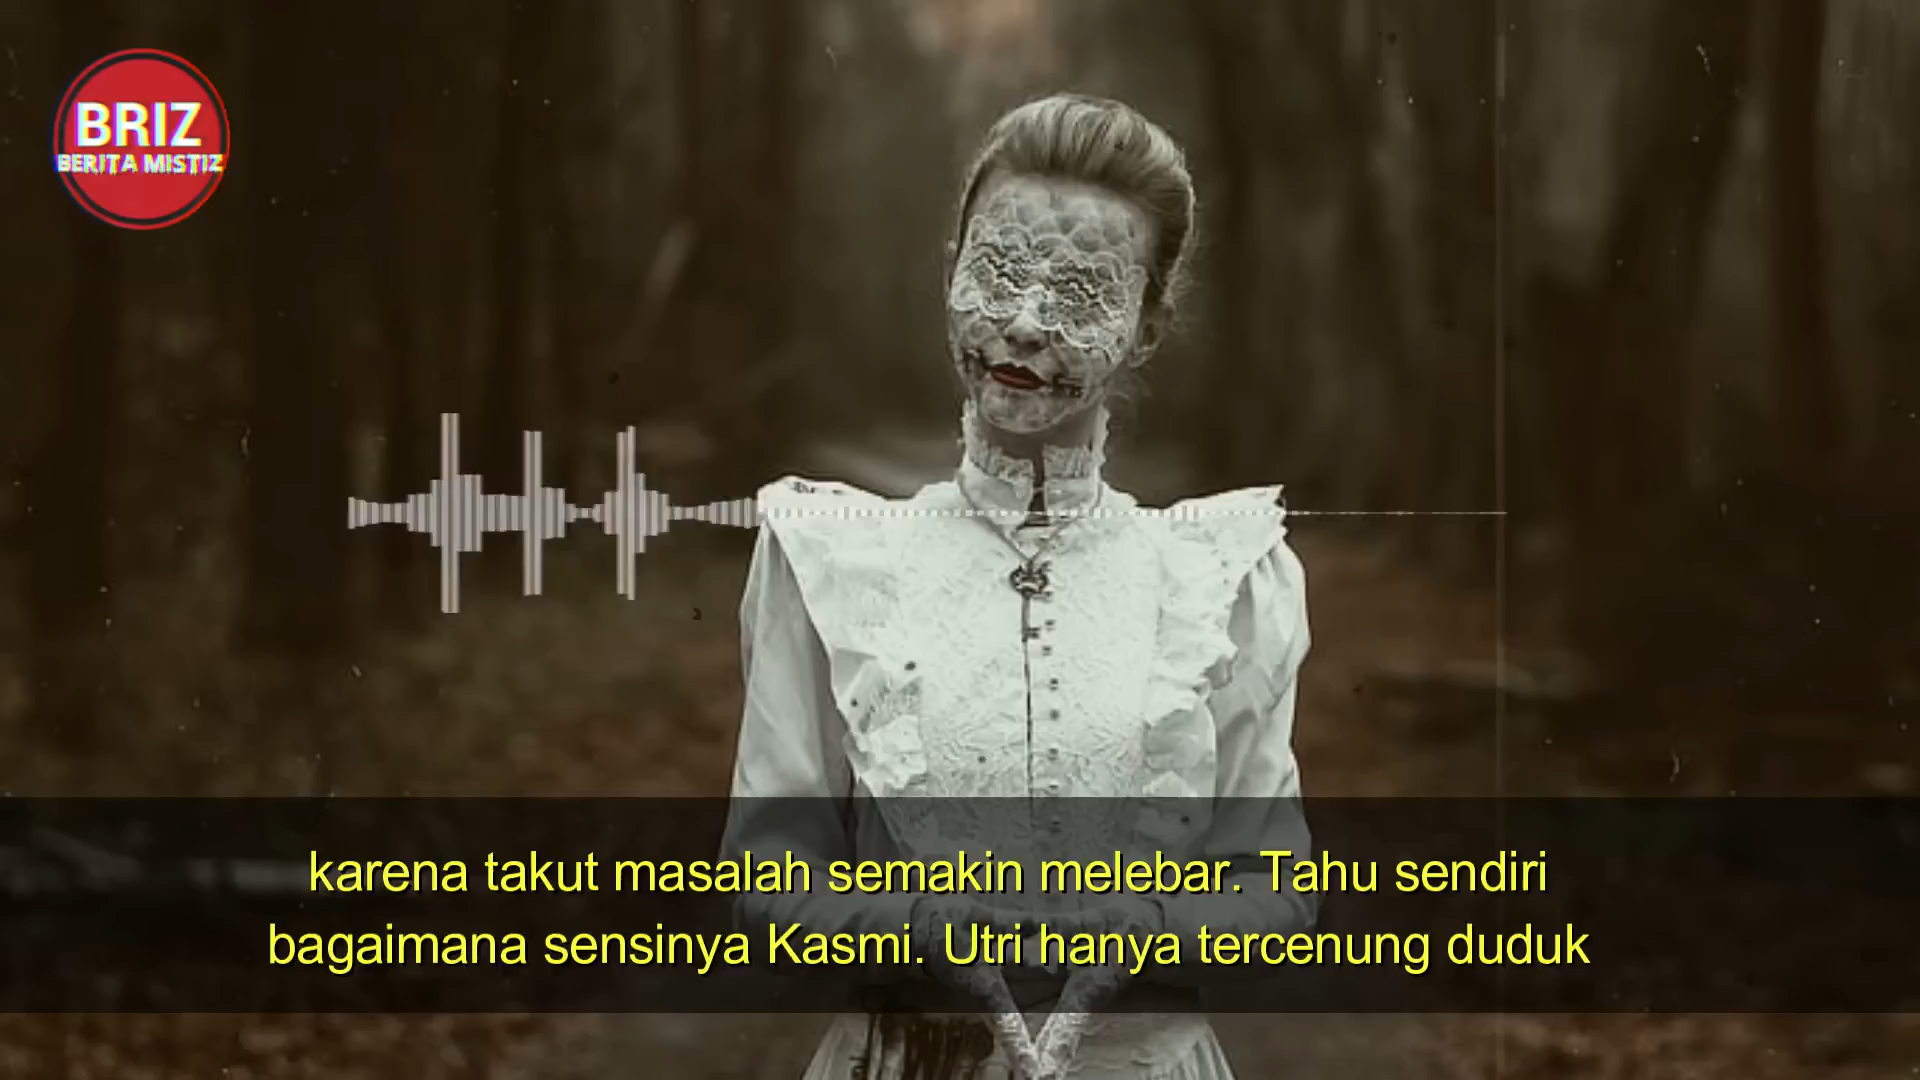 BRIZ
BERITA MISTIZ
karena takut masalah semakin melebar. Tahu sendiri
bagaimana sensinya Kasmi. Utri hanya tercenung duduk